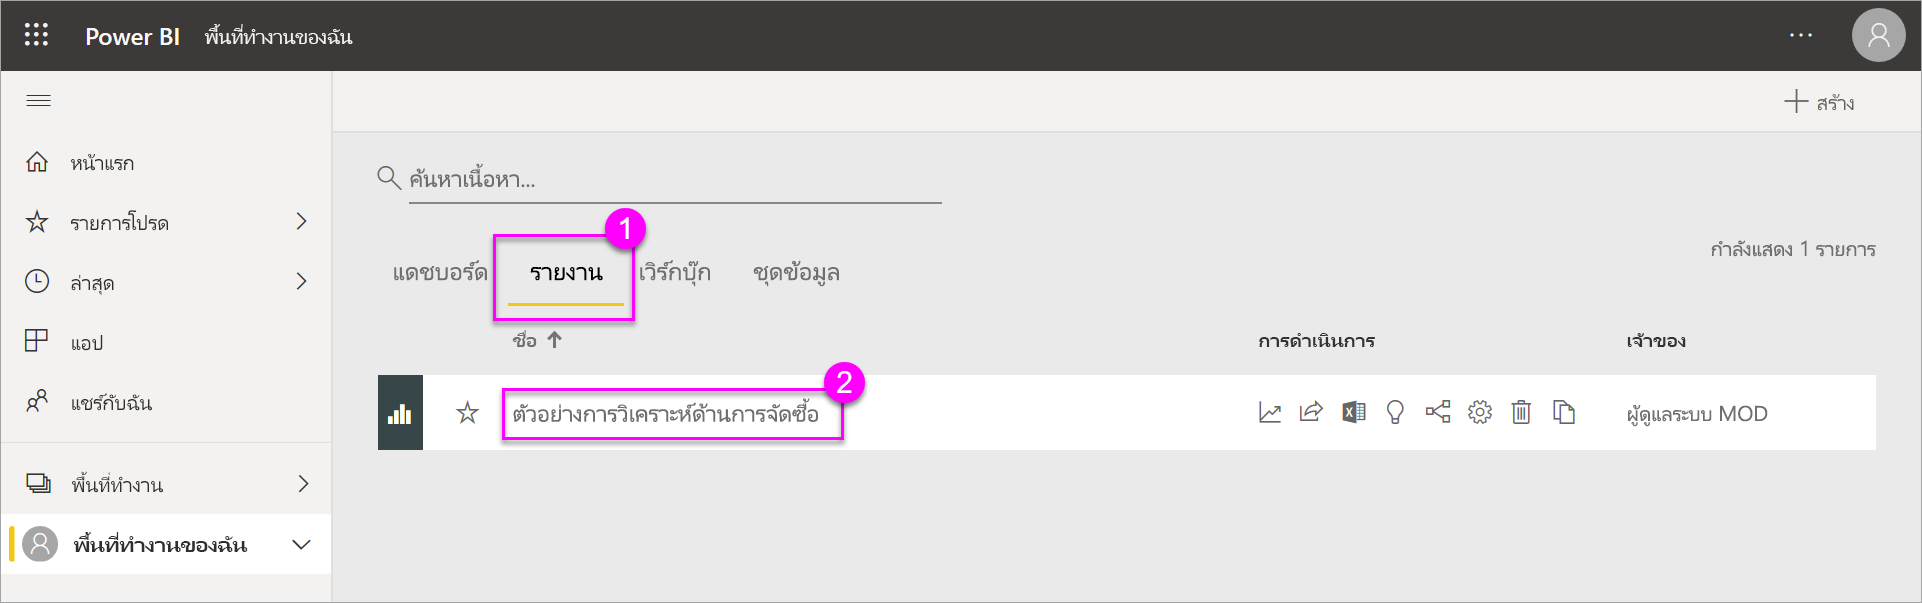 Power BI พื้นที่ทำงานของฉัน ...
สร้าง
หน้าแรก
รายการโปรด
ล่าสุด
แอป
แชร์กับฉัน
พื้นที่ทำงาน
พื้นที่ทำงานของฉัน
ค้นหาเนื้อหา...
1
กำลังแสดง 1 รายการ
แดชบอร์ด รายงาน เวิร์กบุ๊ก ชุดข้อมูล
ชื่อ การดำเนินการ เจ้าของ
2
ตัวอย่างการวิเคราะห์ด้านการจัดซื้อ ผู้ดูแลระบบ MOD